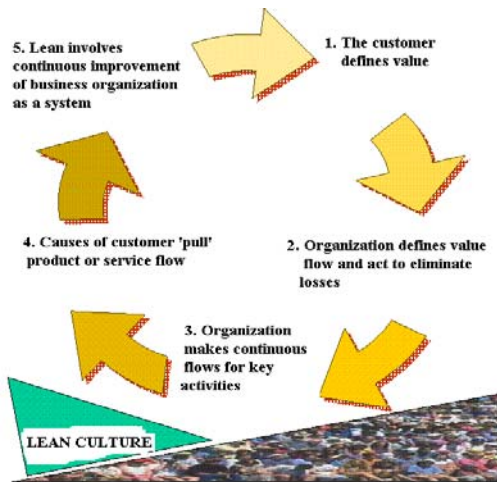 1. The customer
defines value
2. Organization defines value
flow and act to eliminate
losses
3. Organization
makes continuous
flows for key
activities
4. Causes of customer 'pull'
product or service flow
5. Lean involves
continuous improvement
of business organization
as a system
LEAN CULTURE